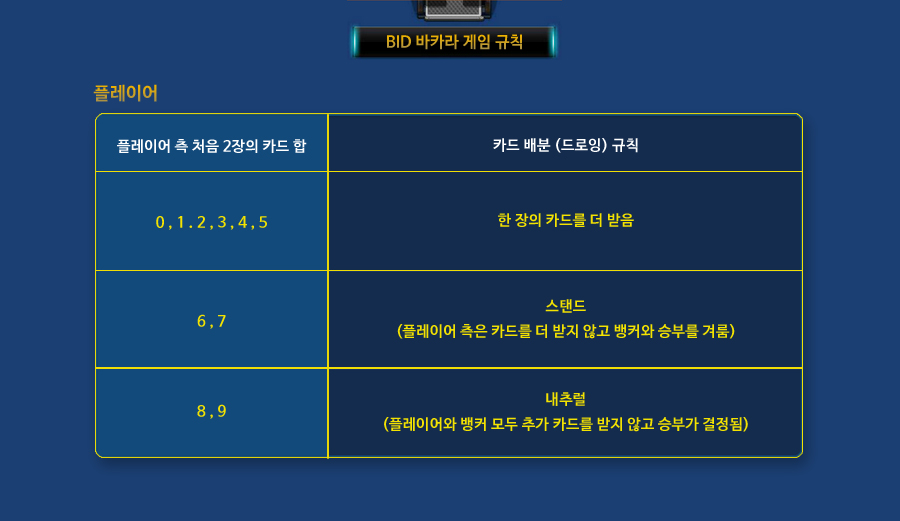 BID 바카라 게임 규칙
플레이어
플레이어 측 처음 2장의 카드 합
카드 배분 (드로잉) 규칙
0,1.2,3,4,5
한 장의 카드를 더 받음
6,7
스탠드
(플레이어 측은 카드를 더 받지 않고 뱅커와 승부를 겨룸)
8,9
내추럴
(플레이어와 뱅커 모두 추가 카드를 받지 않고 승부가 결정됨)